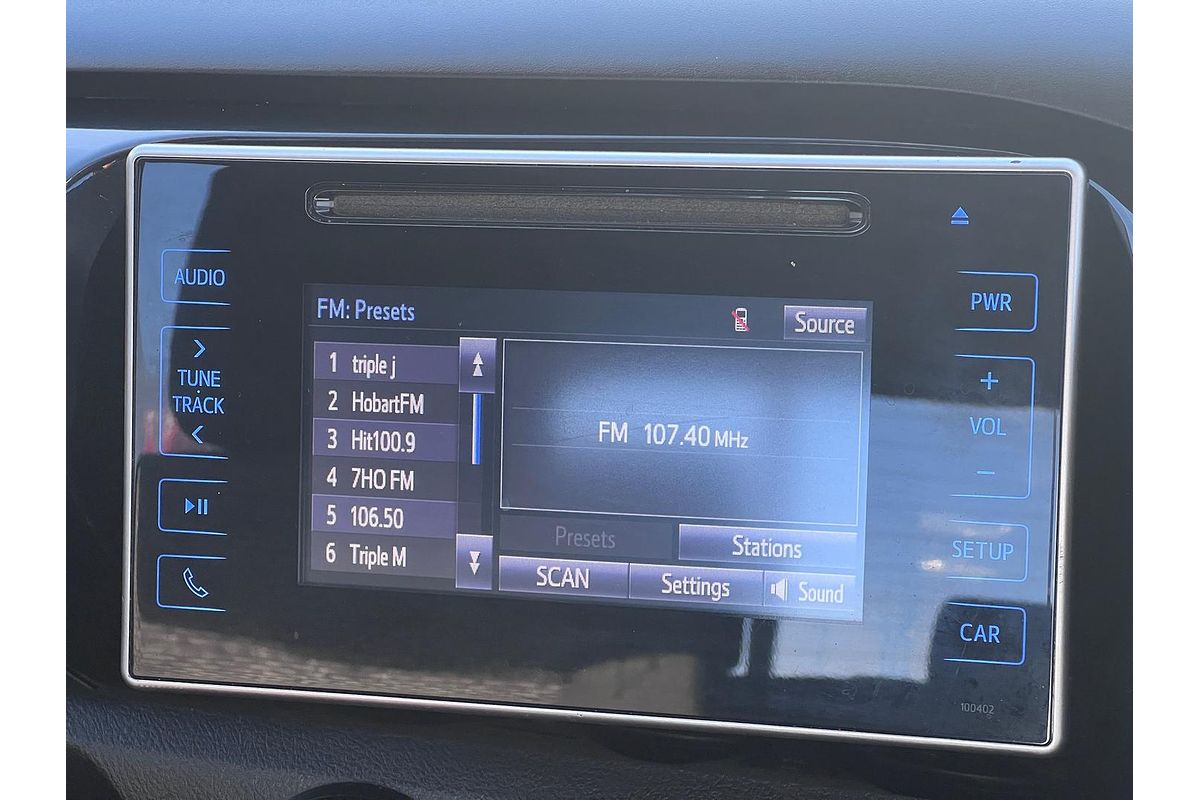 AUDIO
TUNE
TRACK
FM: Presets
Source
1 triple j
2 HobartFM
3 Hit100.9
4 7HO FM
5 106.50
6 Triple M
FM 107.40 MHz
Presets
Stations
SCAN
Settings
Sound
PWR
+
VOL
-
SETUP
CAR
100402